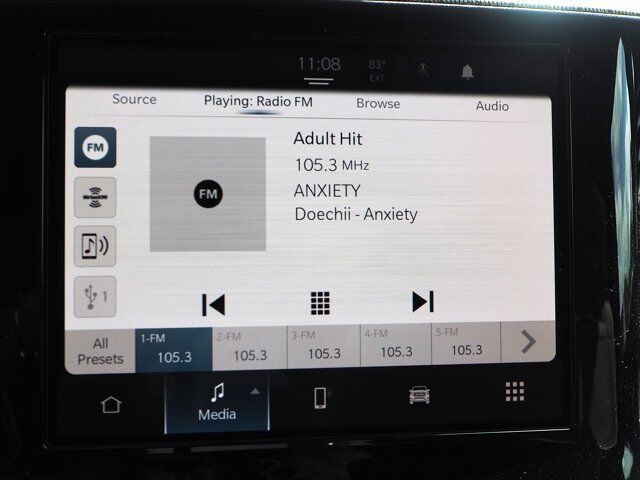 11:08
83°
EXT
Source Playing: Radio FM Browse Audio
FM
FM
Adult Hit
105.3 MHz
ANXIETY
Doechii - Anxiety
1
All Presets
1-FM 2-FM 3-FM 4-FM 5-FM
105.3 105.3 105.3 105.3 105.3
Media